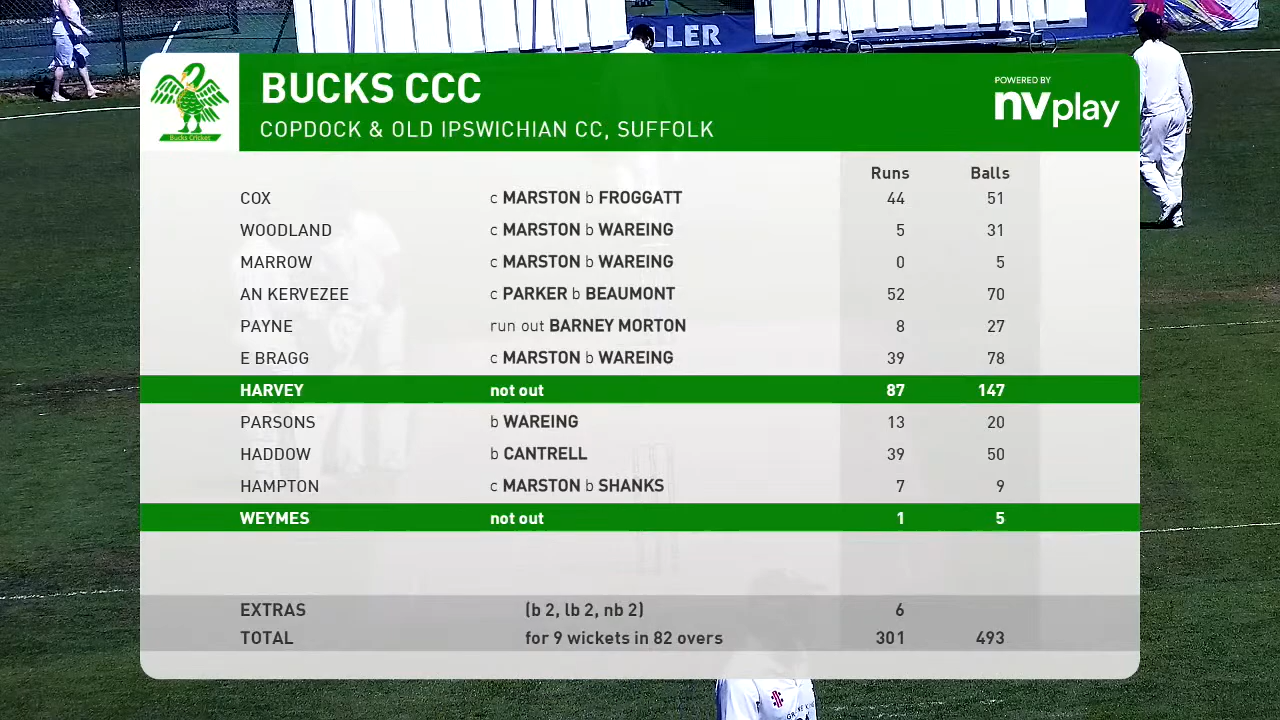 LLER
BUCKS CCC
COPDOCK & OLD IPSWICHIAN CC, SUFFOLK
POWERED BY
nvplay
Bucks Cricket
Runs Balls
COX c MARSTON b FROGGATT 44 51
WOODLAND c MARSTON b WAREING 5 31
MARROW c MARSTON b WAREING 0 5
AN KERVEZEE c PARKER b BEAUMONT 52 70
PAYNE run out BARNEY MORTON 8 27
E BRAGG c MARSTON b WAREING 39 78
HARVEY not out 87 147
PARSONS b WAREING 13 20
HADDOW b CANTRELL 39 50
HAMPTON c MARSTON b SHANKS 7 9
WEYMES not out 1 5
EXTRAS (b 2, lb 2, nb 2) 6
TOTAL for 9 wickets in 82 overs 301 493